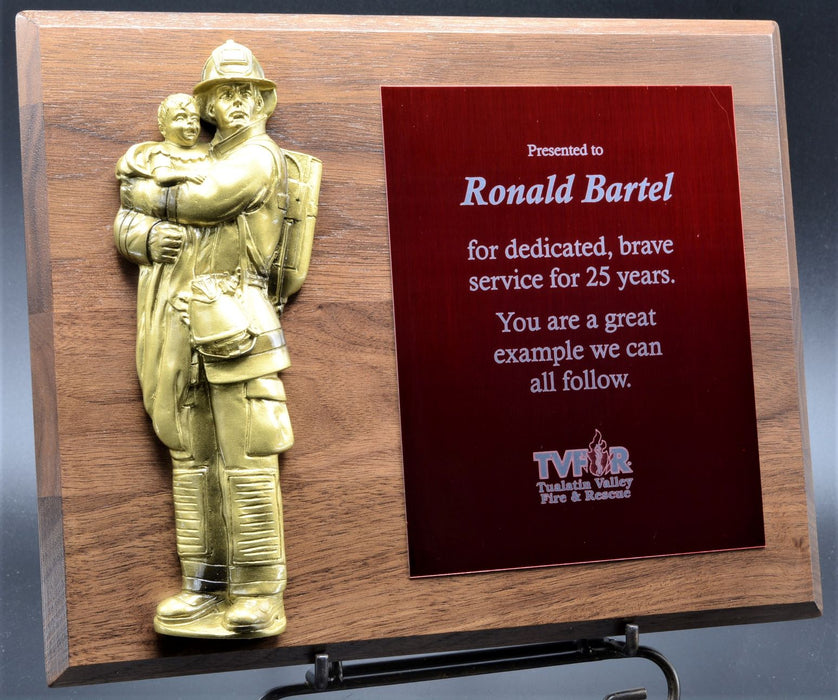 Presented to
Ronald Bartel
for dedicated, brave
service for 25 years.
You are a great
example we can
all follow.
TVF&R
Tualatin Valley
Fire & Rescue